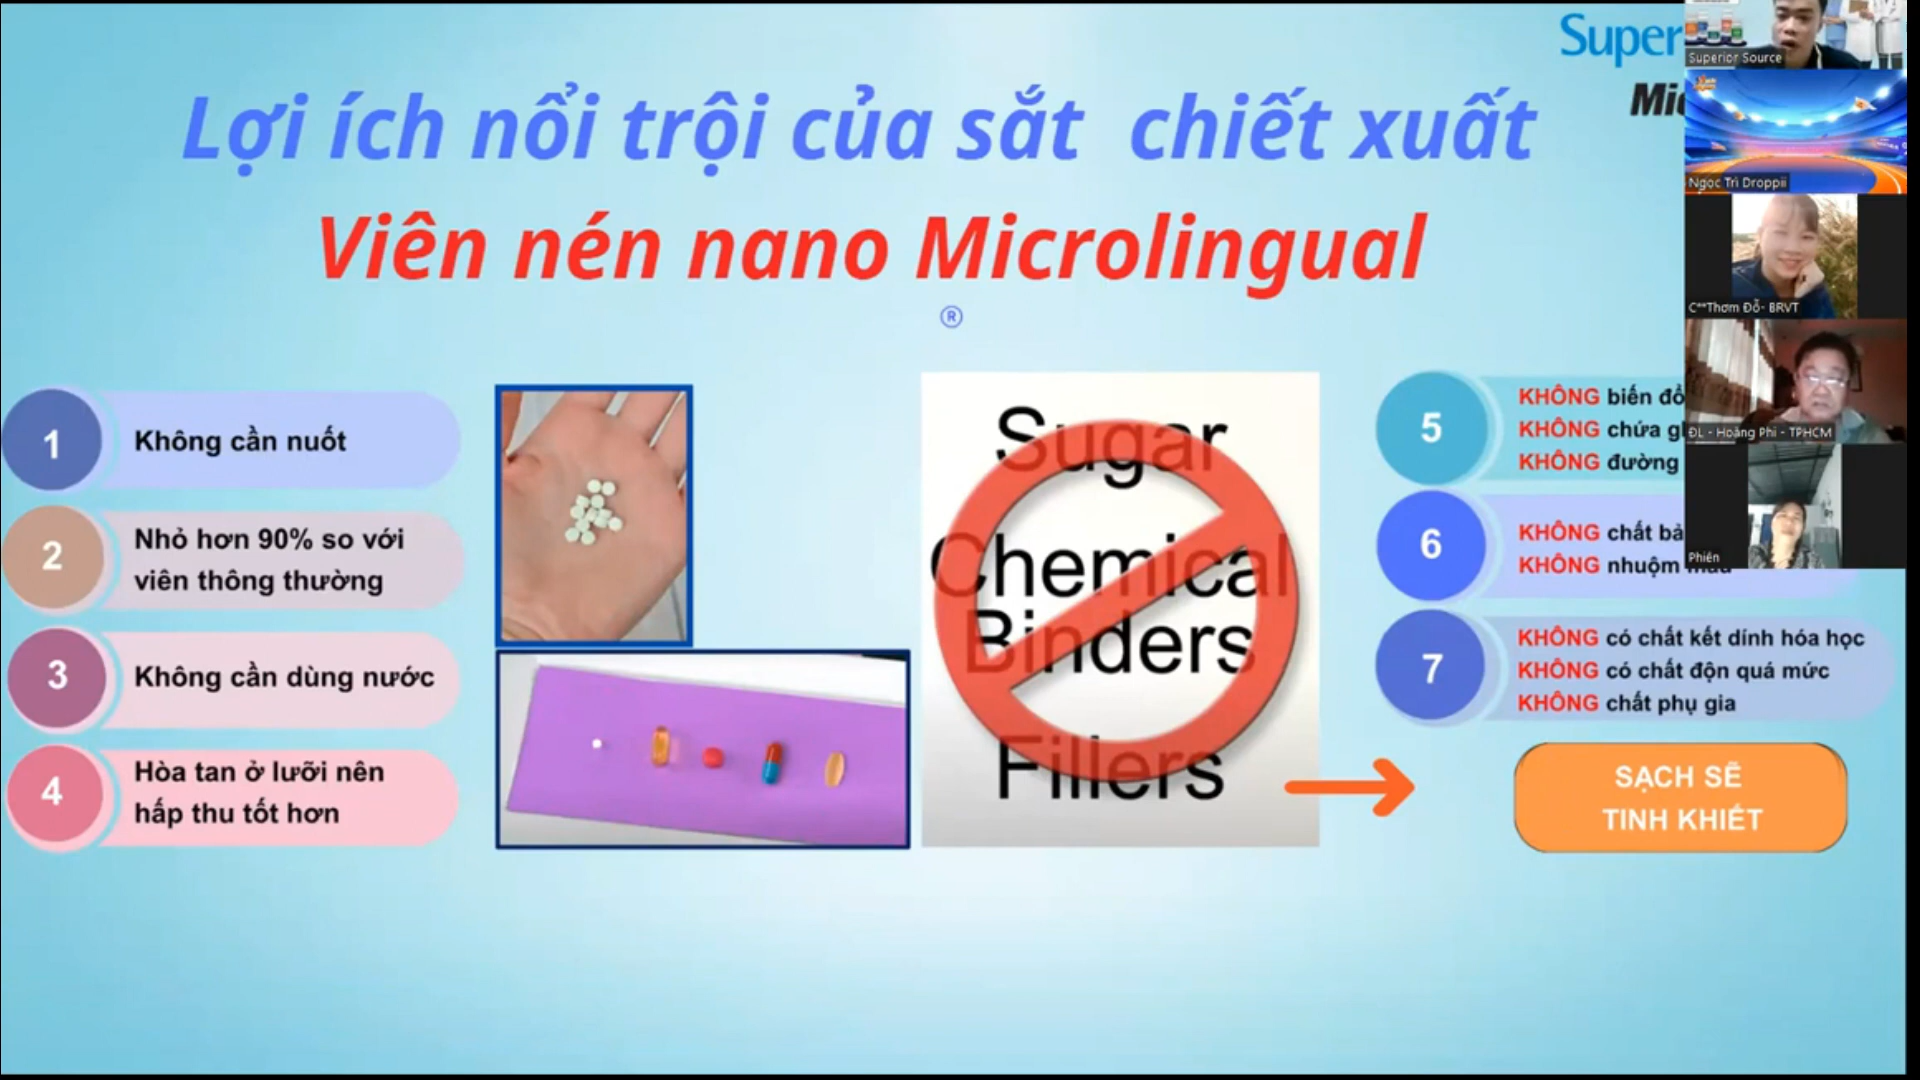 Super
Lợi ích nổi trội của sắt chiết xuất
Viên nén nano Microlingual
®
1
Không cần nuốt
2
Nhỏ hơn 90% so với
viên thông thường
3
Không cần dùng nước
4
Hòa tan ở lưỡi nên
hấp thu tốt hơn
Sugar
Chemical
Binders
Fillers
5
KHÔNG biến
KHÔNG chứa
KHÔNG đường
6
KHÔNG chất
KHÔNG nhuộm
7
KHÔNG có chất kết dính hóa học
KHÔNG có chất độn quá mức
KHÔNG chất phụ gia
SẠCH SẼ
TINH KHIẾT
Superior Source
Ngọc Trì Droppii
C**Thơm Đỗ- BRVT
ĐL - Hoàng Phi - TPHCM
Phiên